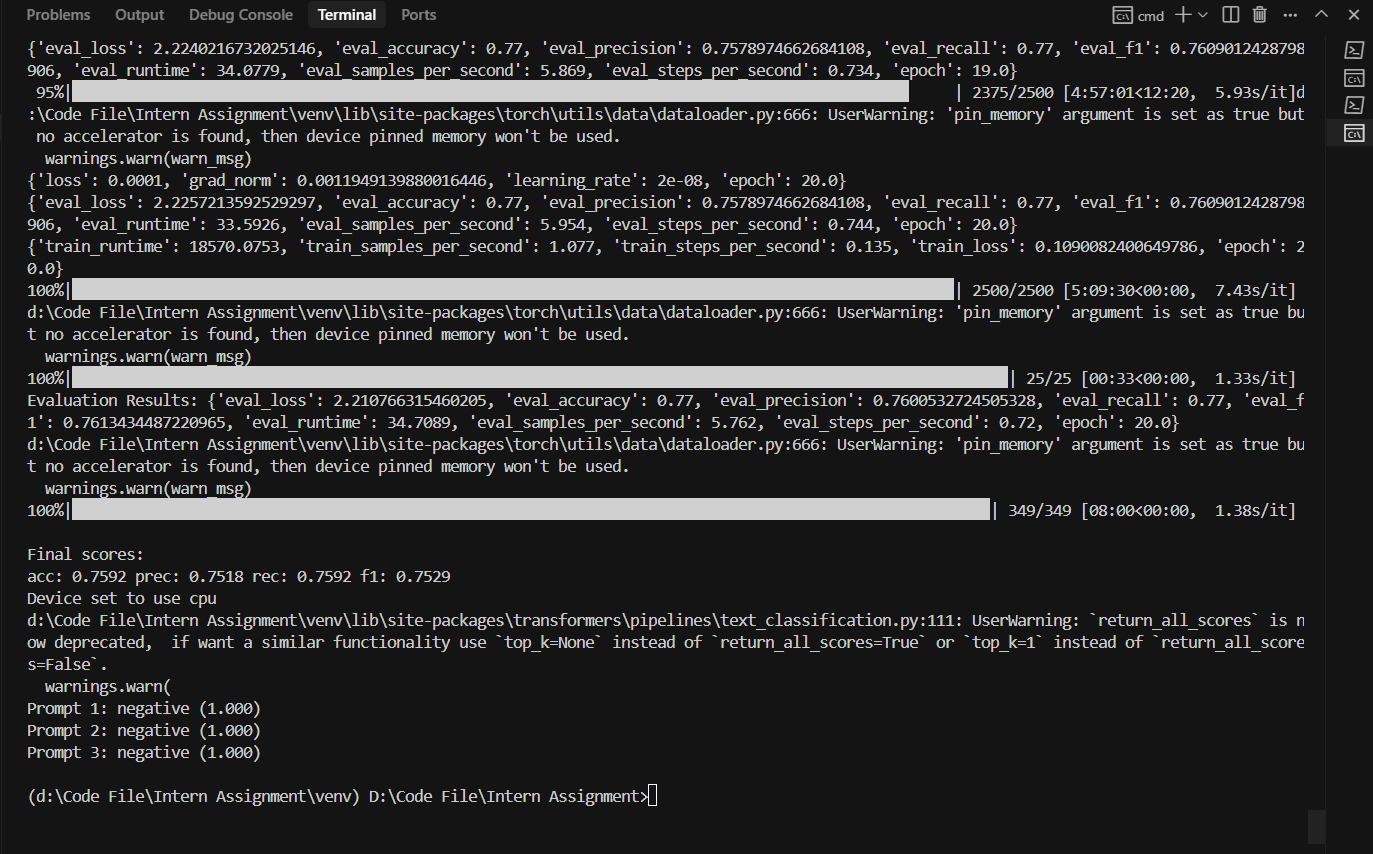 Problems Output Debug Console Terminal Ports cmd
{'eval_loss': 2.2240216732025146, 'eval_accuracy': 0.77, 'eval_precision': 0.7578974662684108, 'eval_recall': 0.77, 'eval_f1': 0.7609012428798
906, 'eval_runtime': 34.0779, 'eval_samples_per_second': 5.869, 'eval_steps_per_second': 0.734, 'epoch': 19.0}
95%| | 2375/2500 [4:57:01<12:20, 5.93s/it]d
:\Code File\Intern Assignment\venv\lib\site-packages\torch\utils\data\dataloader.py:666: UserWarning: 'pin_memory' argument is set as true but
no accelerator is found, then device pinned memory won't be used.
warnings.warn(warn_msg)
{'loss': 0.0001, 'grad_norm': 0.0011949139880016446, 'learning_rate': 2e-08, 'epoch': 20.0}
{'eval_loss': 2.2257213592529297, 'eval_accuracy': 0.77, 'eval_precision': 0.7578974662684108, 'eval_recall': 0.77, 'eval_f1': 0.7609012428798
906, 'eval_runtime': 33.5926, 'eval_samples_per_second': 5.954, 'eval_steps_per_second': 0.744, 'epoch': 20.0}
{'train_runtime': 18570.0753, 'train_samples_per_second': 1.077, 'train_steps_per_second': 0.135, 'train_loss': 0.1090082400649786, 'epoch': 2
0.0}
100%| | 2500/2500 [5:09:30<00:00, 7.43s/it]
d:\Code File\Intern Assignment\venv\lib\site-packages\torch\utils\data\dataloader.py:666: UserWarning: 'pin_memory' argument is set as true bu
t no accelerator is found, then device pinned memory won't be used.
warnings.warn(warn_msg)
100%| | 25/25 [00:33<00:00, 1.33s/it]
Evaluation Results: {'eval_loss': 2.210766315460205, 'eval_accuracy': 0.77, 'eval_precision': 0.7600532724505328, 'eval_recall': 0.77, 'eval_f
1': 0.7613434487220965, 'eval_runtime': 34.7089, 'eval_samples_per_second': 5.762, 'eval_steps_per_second': 0.72, 'epoch': 20.0}
d:\Code File\Intern Assignment\venv\lib\site-packages\torch\utils\data\dataloader.py:666: UserWarning: 'pin_memory' argument is set as true bu
t no accelerator is found, then device pinned memory won't be used.
warnings.warn(warn_msg)
100%| | 349/349 [08:00<00:00, 1.38s/it]
Final scores:
acc: 0.7592 prec: 0.7518 rec: 0.7592 f1: 0.7529
Device set to use cpu
d:\Code File\Intern Assignment\venv\lib\site-packages\transformers\pipelines\text_classification.py:111: UserWarning: `return_all_scores` is n
ow deprecated,  if want a similar functionality use `top_k=None` instead of `return_all_scores=True` or `top_k=1` instead of `return_all_score
s=False`.
warnings.warn(
Prompt 1: negative (1.000)
Prompt 2: negative (1.000)
Prompt 3: negative (1.000)
(d:\Code File\Intern Assignment\venv) D:\Code File\Intern Assignment>